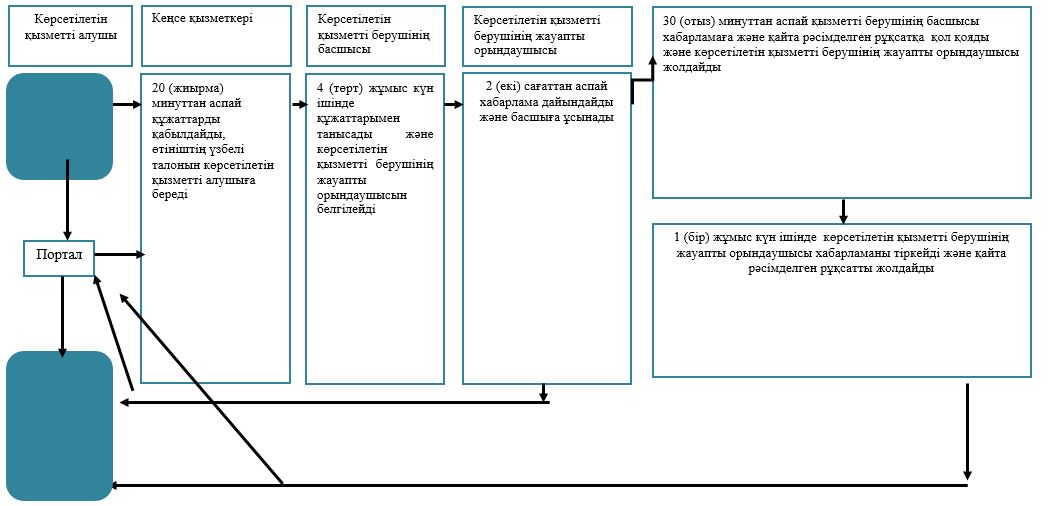 Көрсетілетін
қызметті алушы
Кеңсе қызметкері
Көрсетілетін
қызметті берушінің
басшысы
Көрсетілетін қызметті
берушінің жауапты
орындаушысы
30 (отыз) минуттан аспай қызметті берушінің басшысы
хабарламаға және қайта рәсімделген рұқсатқа қол қояды
және көрсетілетін қызметті берушінің жауапты орындаушысы
жолдайды
20 (жиырма)
минуттан аспай
құжаттарды
қабылдайды,
өтініштің үзбелі
талонын көрсетілетін
қызметті алушыға
береді
4 (төрт) жұмыс күн
ішінде
құжаттарымен
танысады және
көрсетілетін
қызметті берушінің
жауапты
орындаушысын
белгілейді
2 (екі) сағаттан аспай
хабарлама дайындайды
және басшыға ұсынады
1 (бір) жұмыс күн ішінде көрсетілетін қызметті берушінің
жауапты орындаушысы хабарламаны тіркейді және қайта
рәсімделген рұқсатты жолдайды
Портал